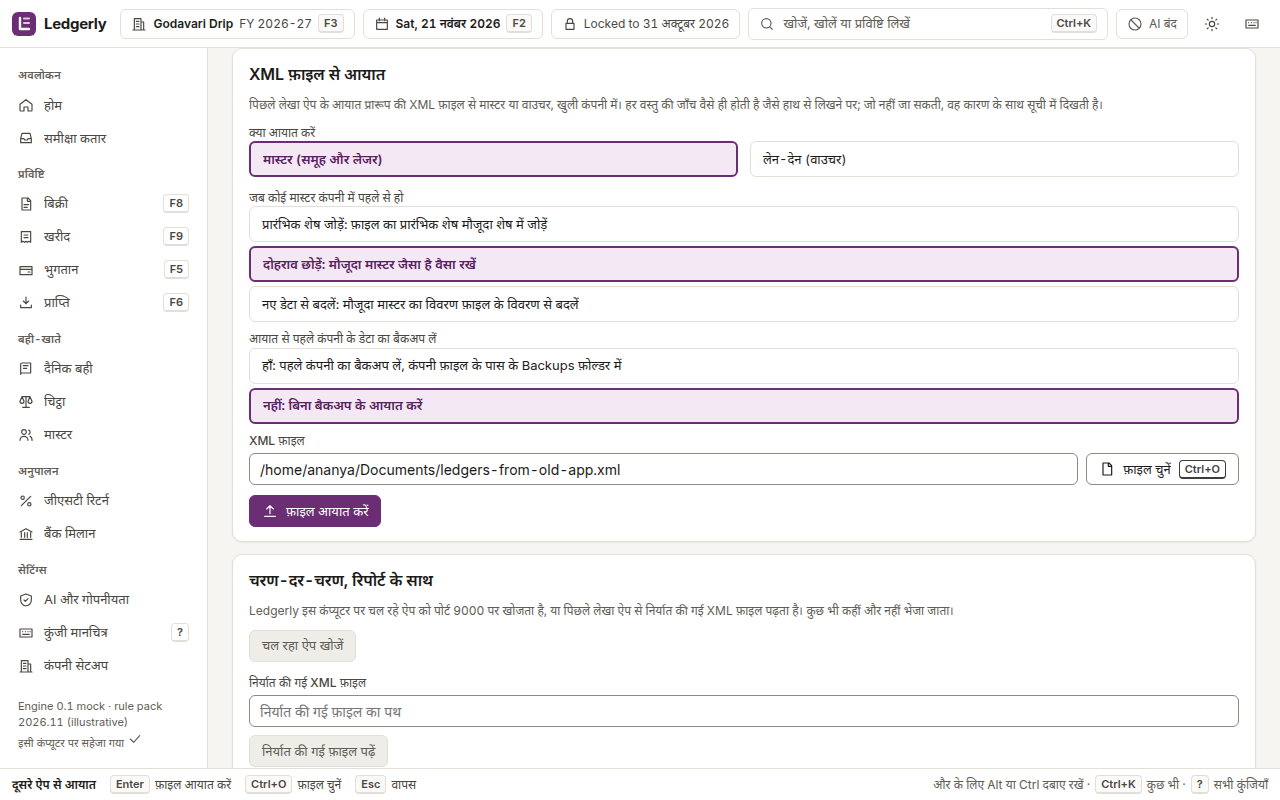 Ledgerly
Godavari Drip FY 2026-27 F3
Sat, 21 नवंबर 2026 F2
Locked to 31 अक्टूबर 2026
खोजें, खोलें या प्रविष्टि लिखें Ctrl+K
AI बंद
अवलोकन
होम
समीक्षा कतार
प्रविष्टि
बिक्री F8
खरीद F9
भुगतान F5
प्राप्ति F6
बही-खाते
दैनिक बही
चिट्ठा
मास्टर
अनुपालन
जीएसटी रिटर्न
बैंक मिलान
सेटिंग्स
AI और गोपनीयता
कुंजी मानचित्र ?
कंपनी सेटअप
Engine 0.1 mock · rule pack
2026.11 (illustrative)
इसी कंप्यूटर पर सहेजा गया
XML फ़ाइल से आयात
पिछले लेखा ऐप के आयात प्रारूप की XML फ़ाइल से मास्टर या वाउचर, खुली कंपनी में। हर वस्तु की जाँच वैसे ही होती है जैसे हाथ से लिखने पर; जो नहीं जा सकती, वह कारण के साथ सूची में दिखती है।
क्या आयात करें
मास्टर (समूह और लेजर)
लेन-देन (वाउचर)
जब कोई मास्टर कंपनी में पहले से हो
प्रारंभिक शेष जोड़ें: फ़ाइल का प्रारंभिक शेष मौजूदा शेष में जोड़ें
दोहराव छोड़ें: मौजूदा मास्टर जैसा है वैसा रखें
नए डेटा से बदलें: मौजूदा मास्टर का विवरण फ़ाइल के विवरण से बदलें
आयात से पहले कंपनी के डेटा का बैकअप लें
हाँ: पहले कंपनी का बैकअप लें, कंपनी फ़ाइल के पास के Backups फ़ोल्डर में
नहीं: बिना बैकअप के आयात करें
XML फ़ाइल
/home/ananya/Documents/ledgers-from-old-app.xml
फ़ाइल चुनें Ctrl+O
फ़ाइल आयात करें
चरण-दर-चरण, रिपोर्ट के साथ
Ledgerly इस कंप्यूटर पर चल रहे ऐप को पोर्ट 9000 पर खोजता है, या पिछले लेखा ऐप से निर्यात की गई XML फ़ाइल पढ़ता है। कुछ भी कहीं और नहीं भेजा जाता।
चल रहा ऐप खोजें
निर्यात की गई XML फ़ाइल
निर्यात की गई फ़ाइल का पथ
निर्यात की गई फ़ाइल पढ़ें
दूसरे ऐप से आयात Enter फ़ाइल आयात करें Ctrl+O फ़ाइल चुनें Esc वापस
और के लिए Alt या Ctrl दबाए रखें · Ctrl+K कुछ भी · ? सभी कुंजियाँ